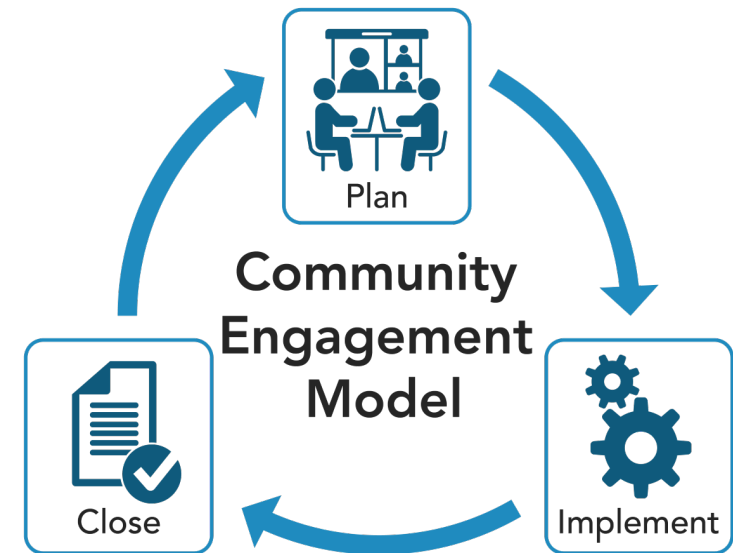 Plan
Community
Engagement
Model
Close
Implement